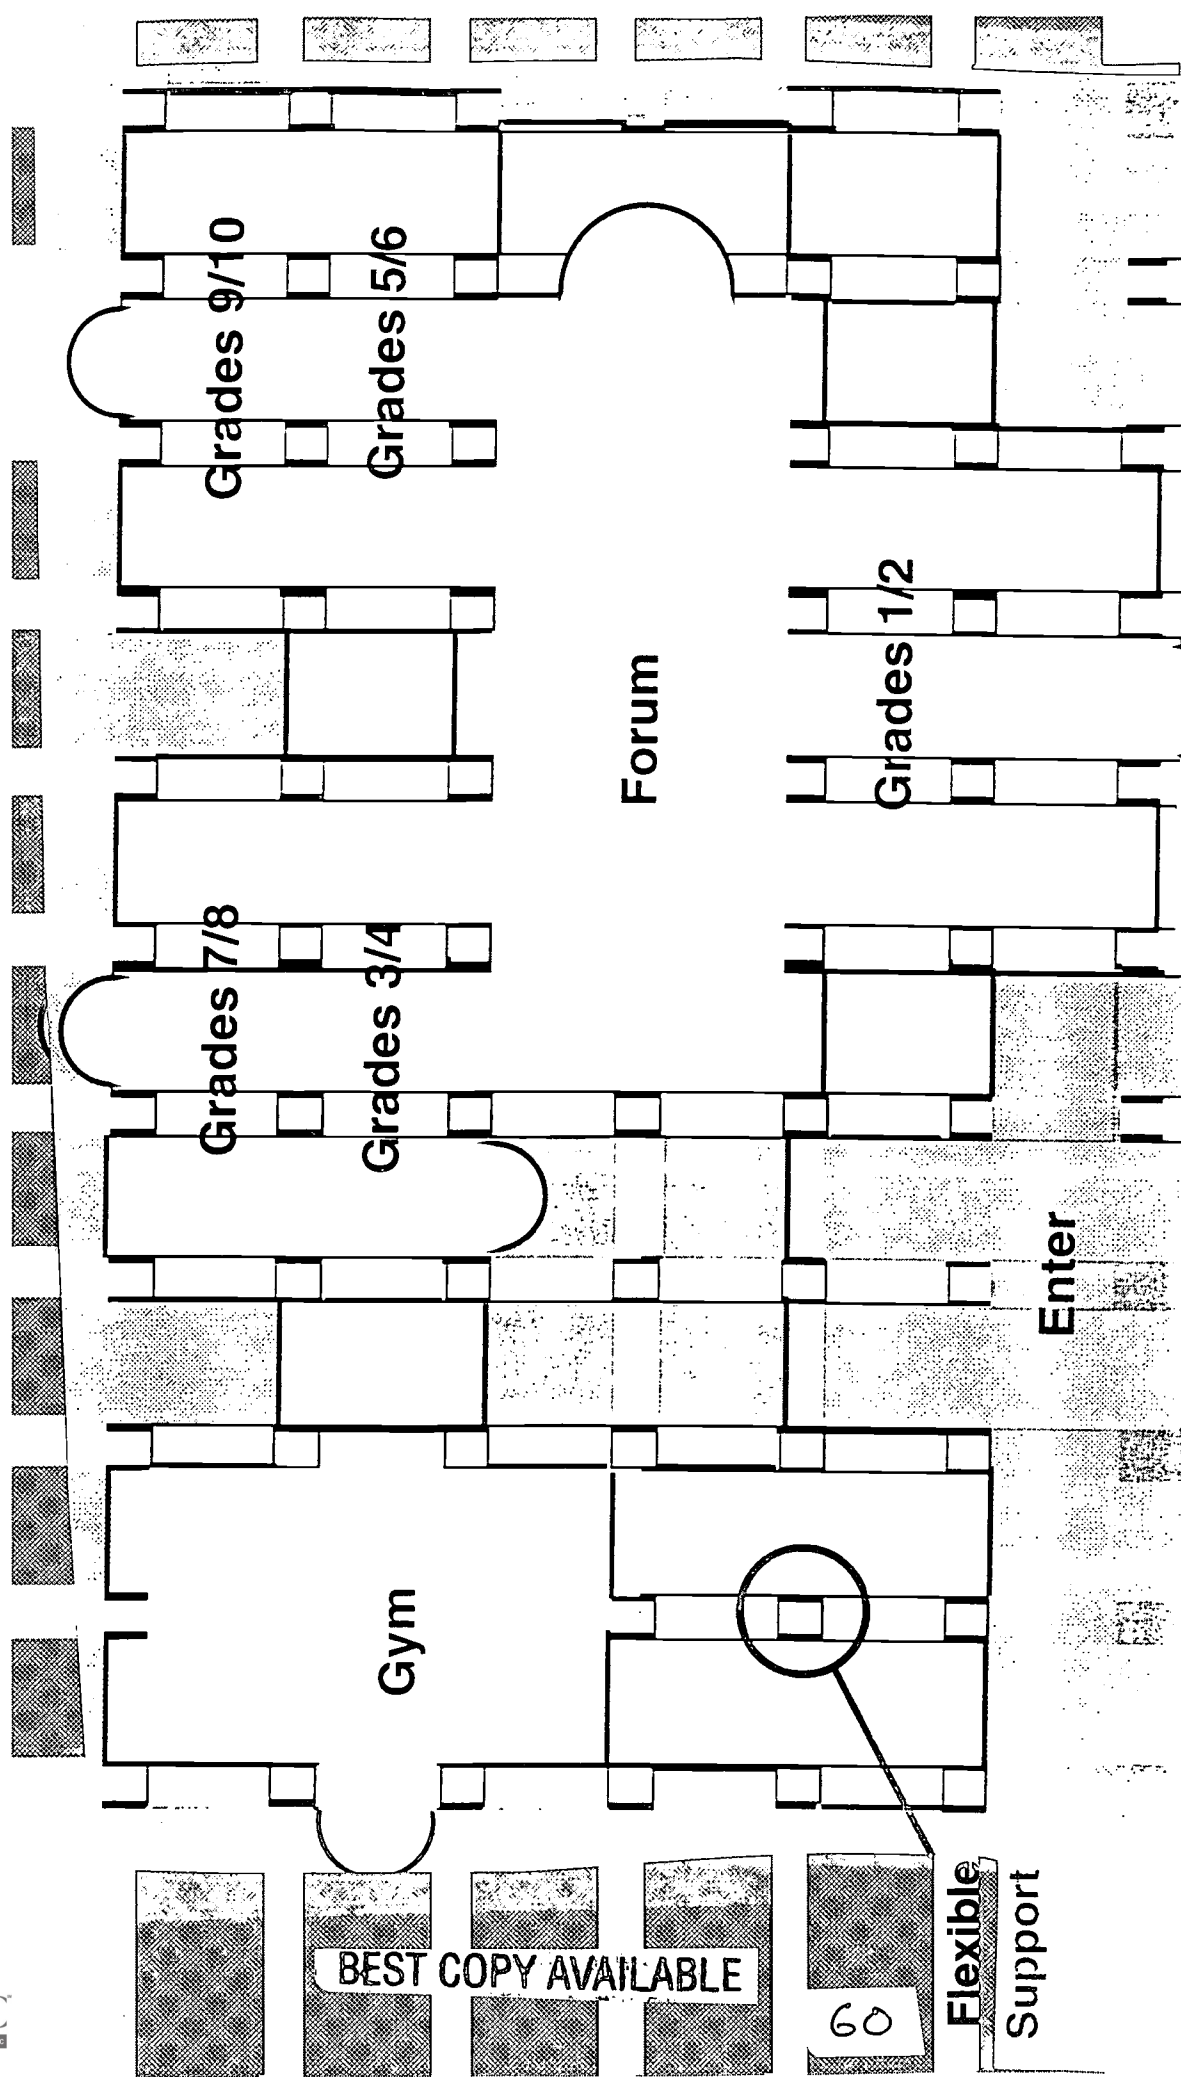 Grades 9/10
Grades 5/6
Grades 7/8
Grades 3/4
Forum
Grades 1/2
Enter
Gym
Flexible
Support
BEST COPY AVAILABLE
60